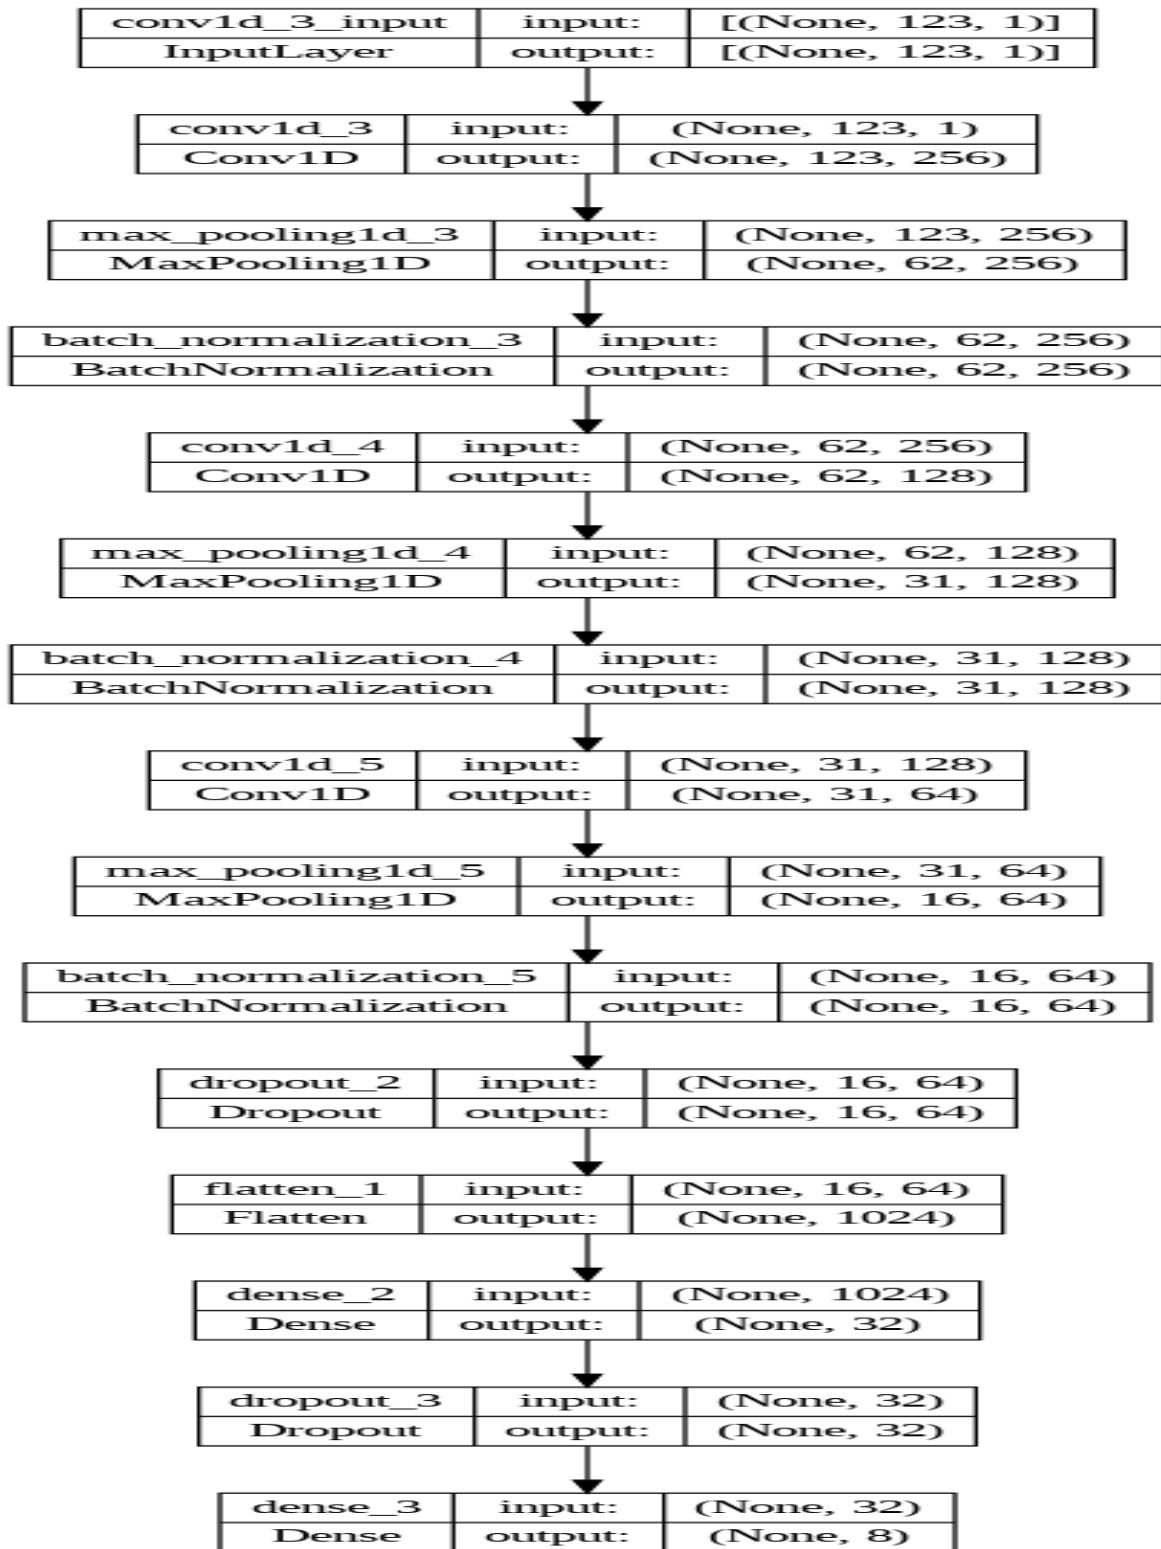 conv1d_3_input input: [(None, 123, 1)]
InputLayer output: [(None, 123, 1)]
conv1d_3 input: (None, 123, 1)
Conv1D output: (None, 123, 256)
max_pooling1d_3 input: (None, 123, 256)
MaxPooling1D output: (None, 62, 256)
batch_normalization_3 input: (None, 62, 256)
BatchNormalization output: (None, 62, 256)
conv1d_4 input: (None, 62, 256)
Conv1D output: (None, 62, 128)
max_pooling1d_4 input: (None, 62, 128)
MaxPooling1D output: (None, 31, 128)
batch_normalization_4 input: (None, 31, 128)
BatchNormalization output: (None, 31, 128)
conv1d_5 input: (None, 31, 128)
Conv1D output: (None, 31, 64)
max_pooling1d_5 input: (None, 31, 64)
MaxPooling1D output: (None, 16, 64)
batch_normalization_5 input: (None, 16, 64)
BatchNormalization output: (None, 16, 64)
dropout_2 input: (None, 16, 64)
Dropout output: (None, 16, 64)
flatten_1 input: (None, 16, 64)
Flatten output: (None, 1024)
dense_2 input: (None, 1024)
Dense output: (None, 32)
dropout_3 input: (None, 32)
Dropout output: (None, 32)
dense_3 input: (None, 32)
Dense output: (None, 8)